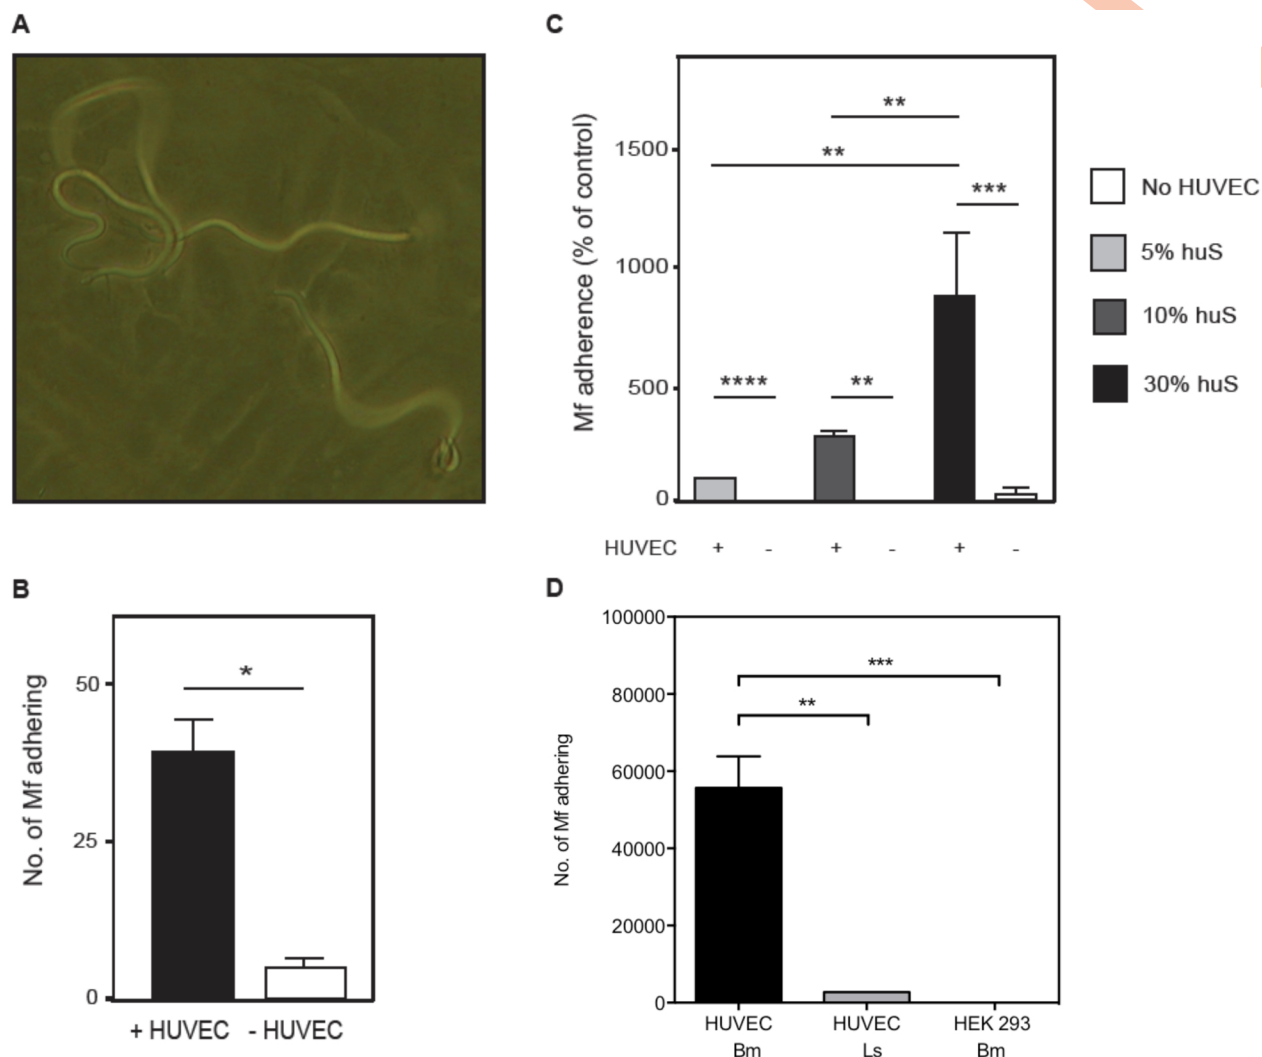 A
C
Mf adherence (% of control)
1500
1000
500
0
**
**
***
****
**
HUVEC + - + - + -
No HUVEC
5% huS
10% huS
30% huS
B
No. of Mf adhering
50
25
0
*
+ HUVEC - HUVEC
D
No. of Mf adhering
100000
80000
60000
40000
20000
0
***
**
HUVEC HUVEC HEK 293
Bm Ls Bm